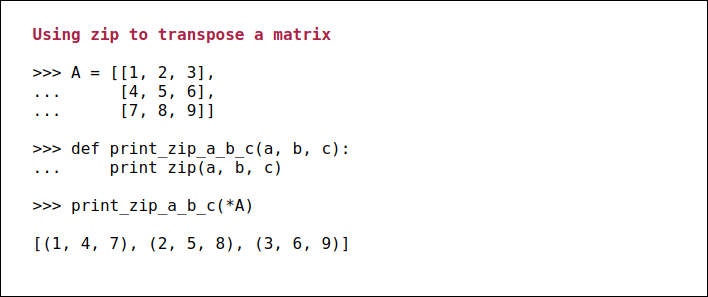 Using zip to transpose a matrix
>>> A = [[1, 2, 3],
...      [4, 5, 6],
...      [7, 8, 9]]
>>> def print_zip_a_b_c(a, b, c):
...     print zip(a, b, c)
>>> print_zip_a_b_c(*A)
[(1, 4, 7), (2, 5, 8), (3, 6, 9)]